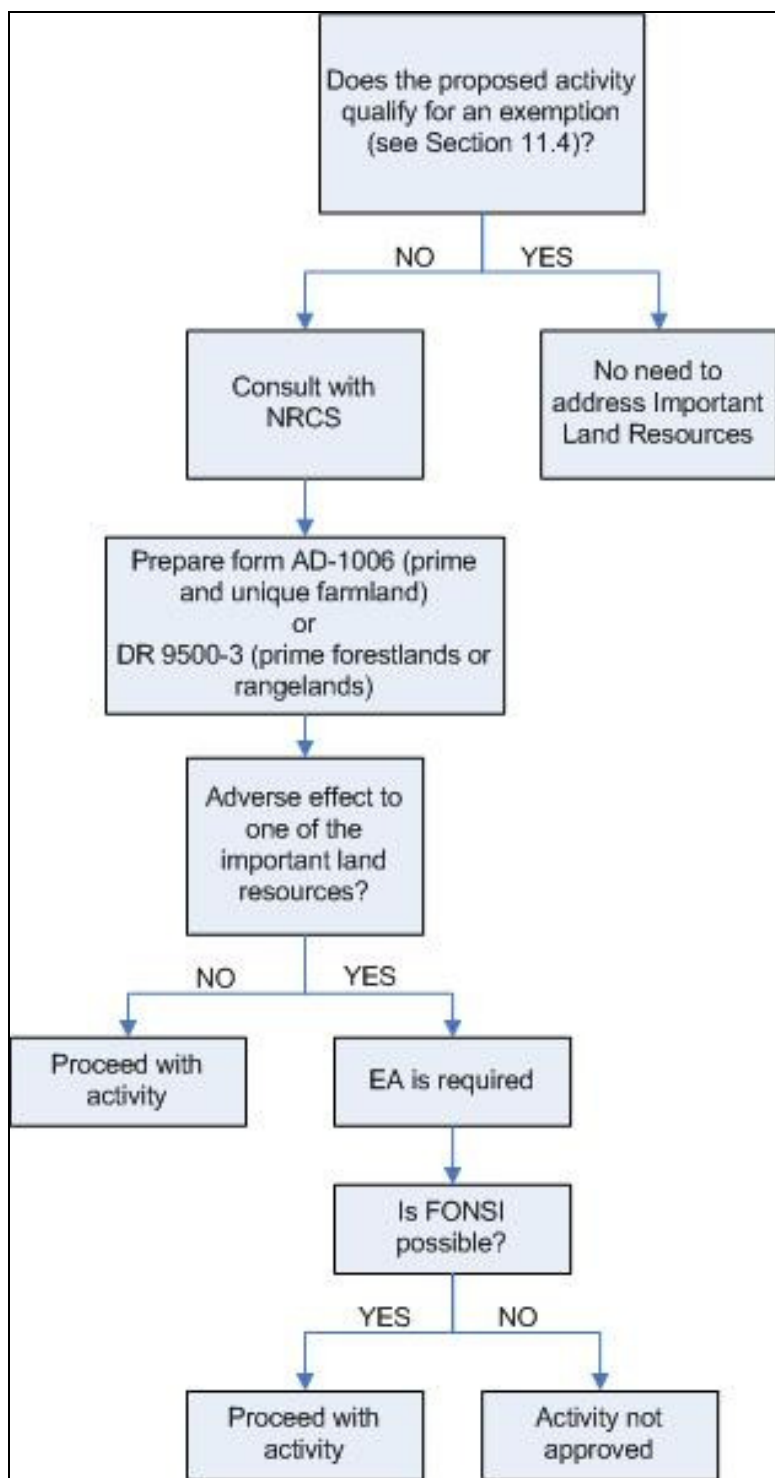 Does the proposed activity
qualify for an exemption
(see Section 11.4)?
NO
YES
Consult with
NRCS
No need to
address Important
Land Resources
Prepare form AD-1006 (prime
and unique farmland)
or
DR 9500-3 (prime forestlands or
rangelands)
Adverse effect to
one of the
important land
resources?
NO
YES
Proceed with
activity
EA is required
Is FONSI
possible?
YES
NO
Proceed with
activity
Activity not
approved